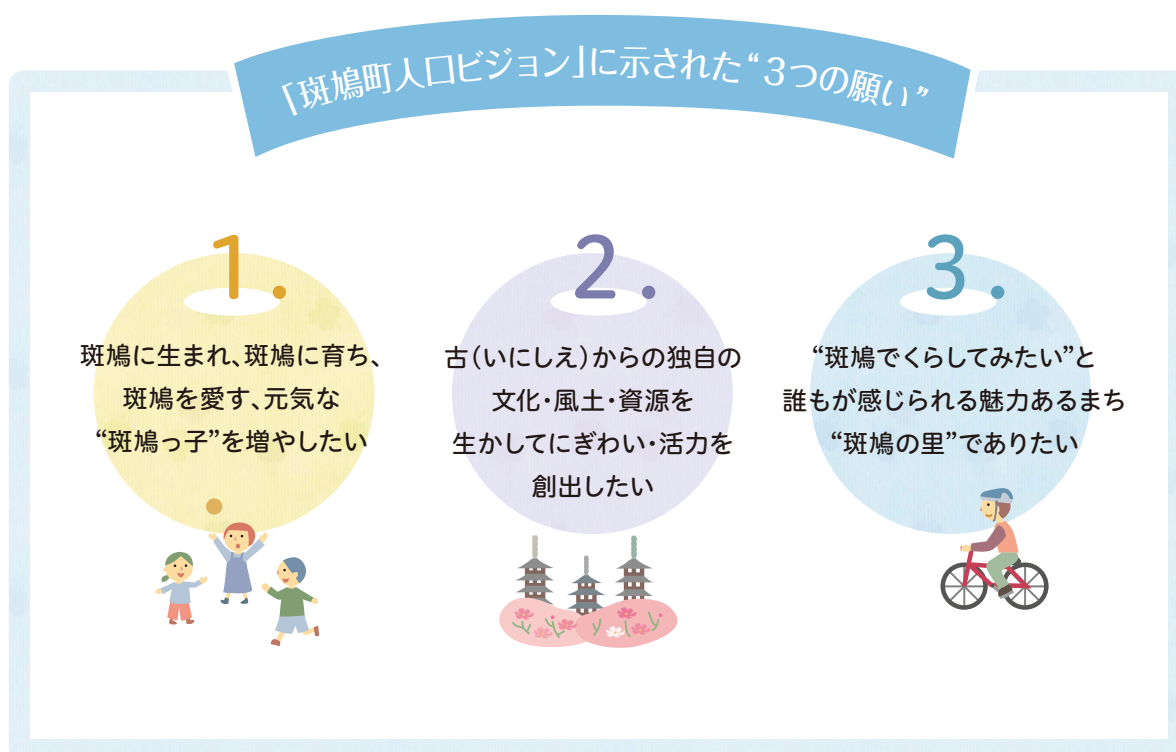 「斑鳩町人口ビジョン」に示された“３つの願い”
1.
斑鳩に生まれ、斑鳩に育ち、
斑鳩を愛す、元気な
“斑鳩っ子”を増やしたい
2.
古（いにしえ）からの独自の
文化・風土・資源を
生かしてにぎわい・活力を
創出したい
3.
“斑鳩でくらしてみたい”と
誰もが感じられる魅力あるまち
“斑鳩の里”でありたい